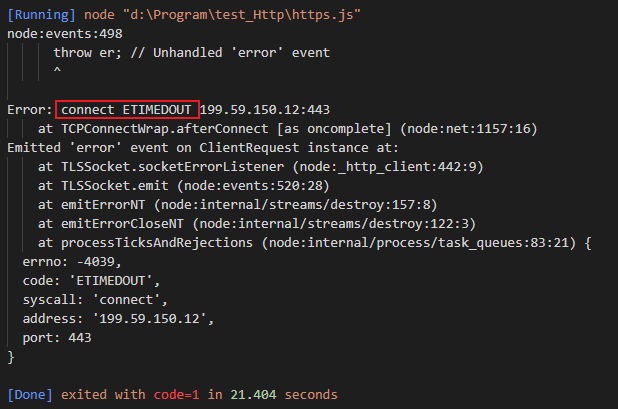 [Running] node "d:\Program\test_Http\https.js"
node:events:498
      throw er; // Unhandled 'error' event
      ^

Error: connect ETIMEDOUT 199.59.150.12:443
    at TCPConnectWrap.afterConnect [as oncomplete] (node:net:1157:16)
Emitted 'error' event on ClientRequest instance at:
    at TLSSocket.socketErrorListener (node:_http_client:442:9)
    at TLSSocket.emit (node:events:520:28)
    at emitErrorNT (node:internal/streams/destroy:157:8)
    at emitErrorCloseNT (node:internal/streams/destroy:122:3)
    at processTicksAndRejections (node:internal/process/task_queues:83:21) {
  errno: -4039,
  code: 'ETIMEDOUT',
  syscall: 'connect',
  address: '199.59.150.12',
  port: 443
}

[Done] exited with code=1 in 21.404 seconds